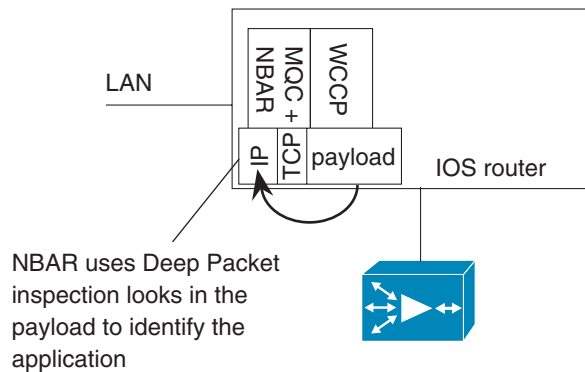 LAN
MQC +
NBAR
WCCP
IP
TCP
payload
IOS router
NBAR uses Deep Packet
inspection looks in the
payload to identify the
application